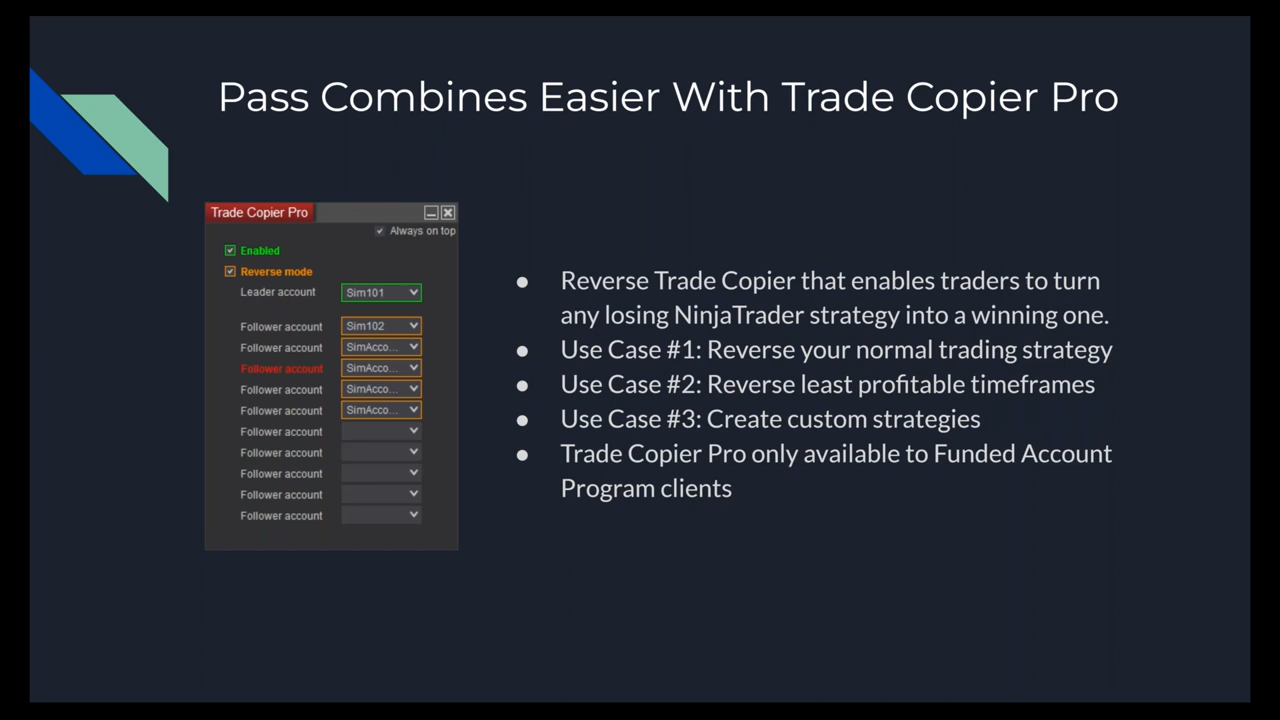 Pass Combines Easier With Trade Copier Pro
Trade Copier Pro
Always on top
Enabled
Reverse mode
Leader account Sim101
Follower account Sim102
Follower account SimAcco...
Follower account SimAcco...
Follower account SimAcco...
Follower account SimAcco...
Follower account
Follower account
Follower account
Follower account
Follower account
● Reverse Trade Copier that enables traders to turn
any losing NinjaTrader strategy into a winning one.
● Use Case #1: Reverse your normal trading strategy
● Use Case #2: Reverse least profitable timeframes
● Use Case #3: Create custom strategies
● Trade Copier Pro only available to Funded Account
Program clients